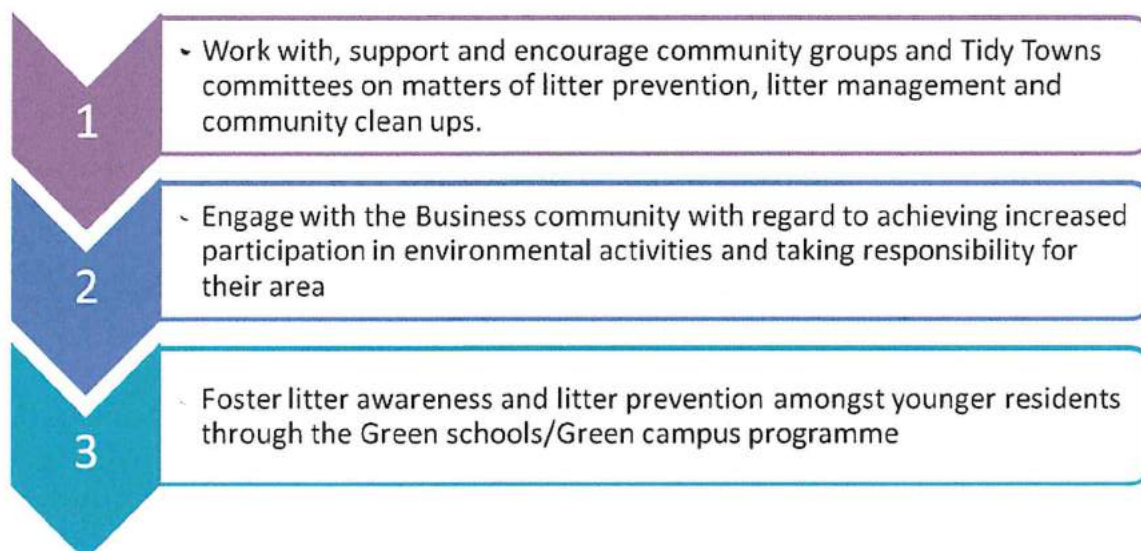 1
• Work with, support and encourage community groups and Tidy Towns
committees on matters of litter prevention, litter management and
community clean ups.
2
• Engage with the Business community with regard to achieving increased
participation in environmental activities and taking responsibility for
their area
3
• Foster litter awareness and litter prevention amongst younger residents
through the Green schools/Green campus programme